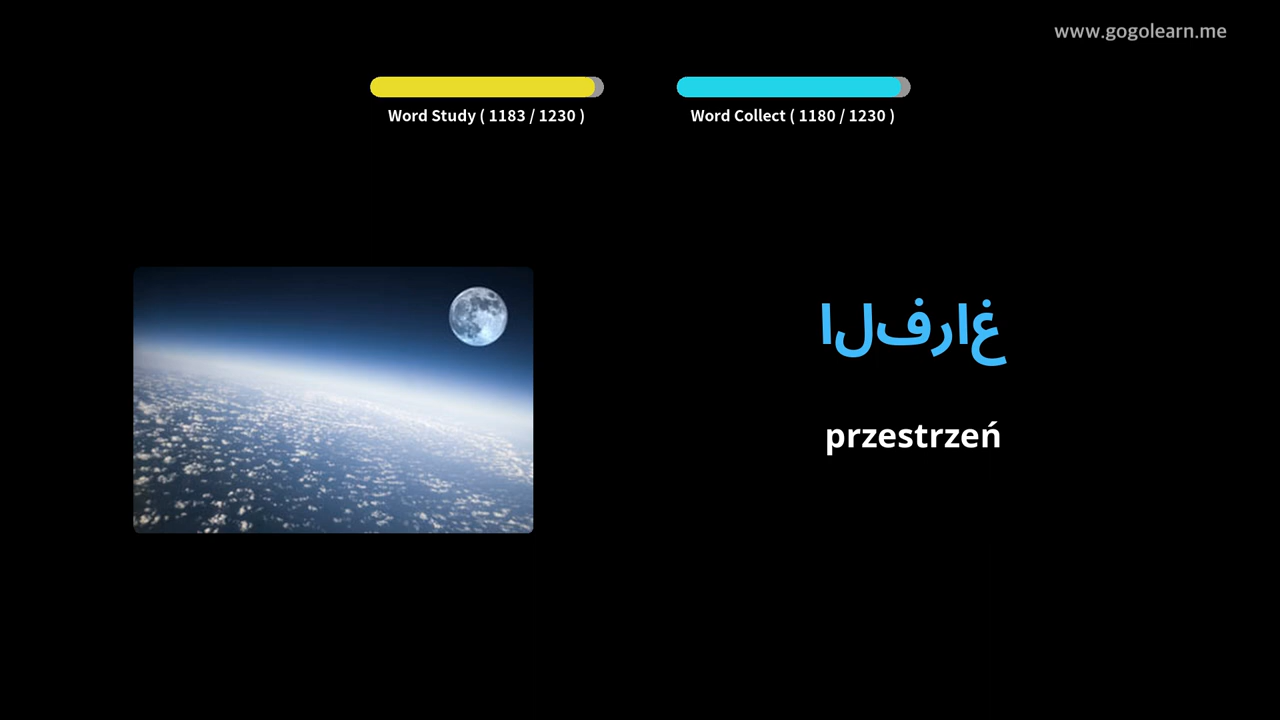 www.gogolearn.me
Word Study ( 1183 / 1230 )
Word Collect ( 1180 / 1230 )
الفراغ
przestrzeń